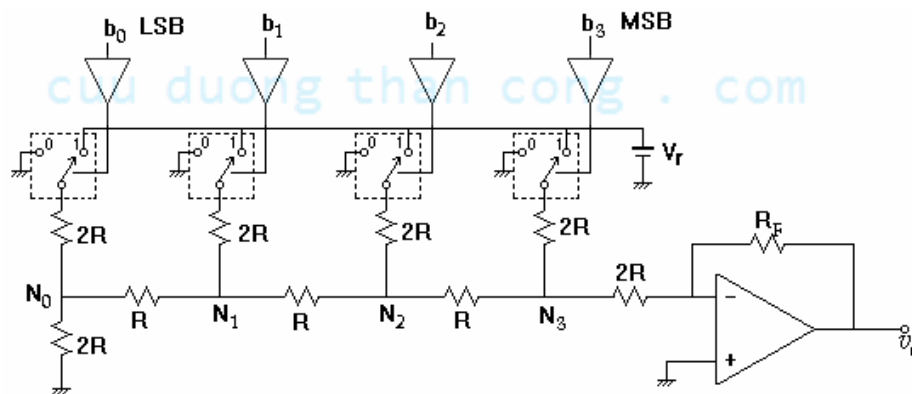 b0 LSB b1 b2 b3 MSB
cuu duong than cong . com
0 1 0 1 0 1 0 1
Vr
2R 2R 2R 2R
RF
N0 R N1 R N2 R N3 2R
2R
−
+